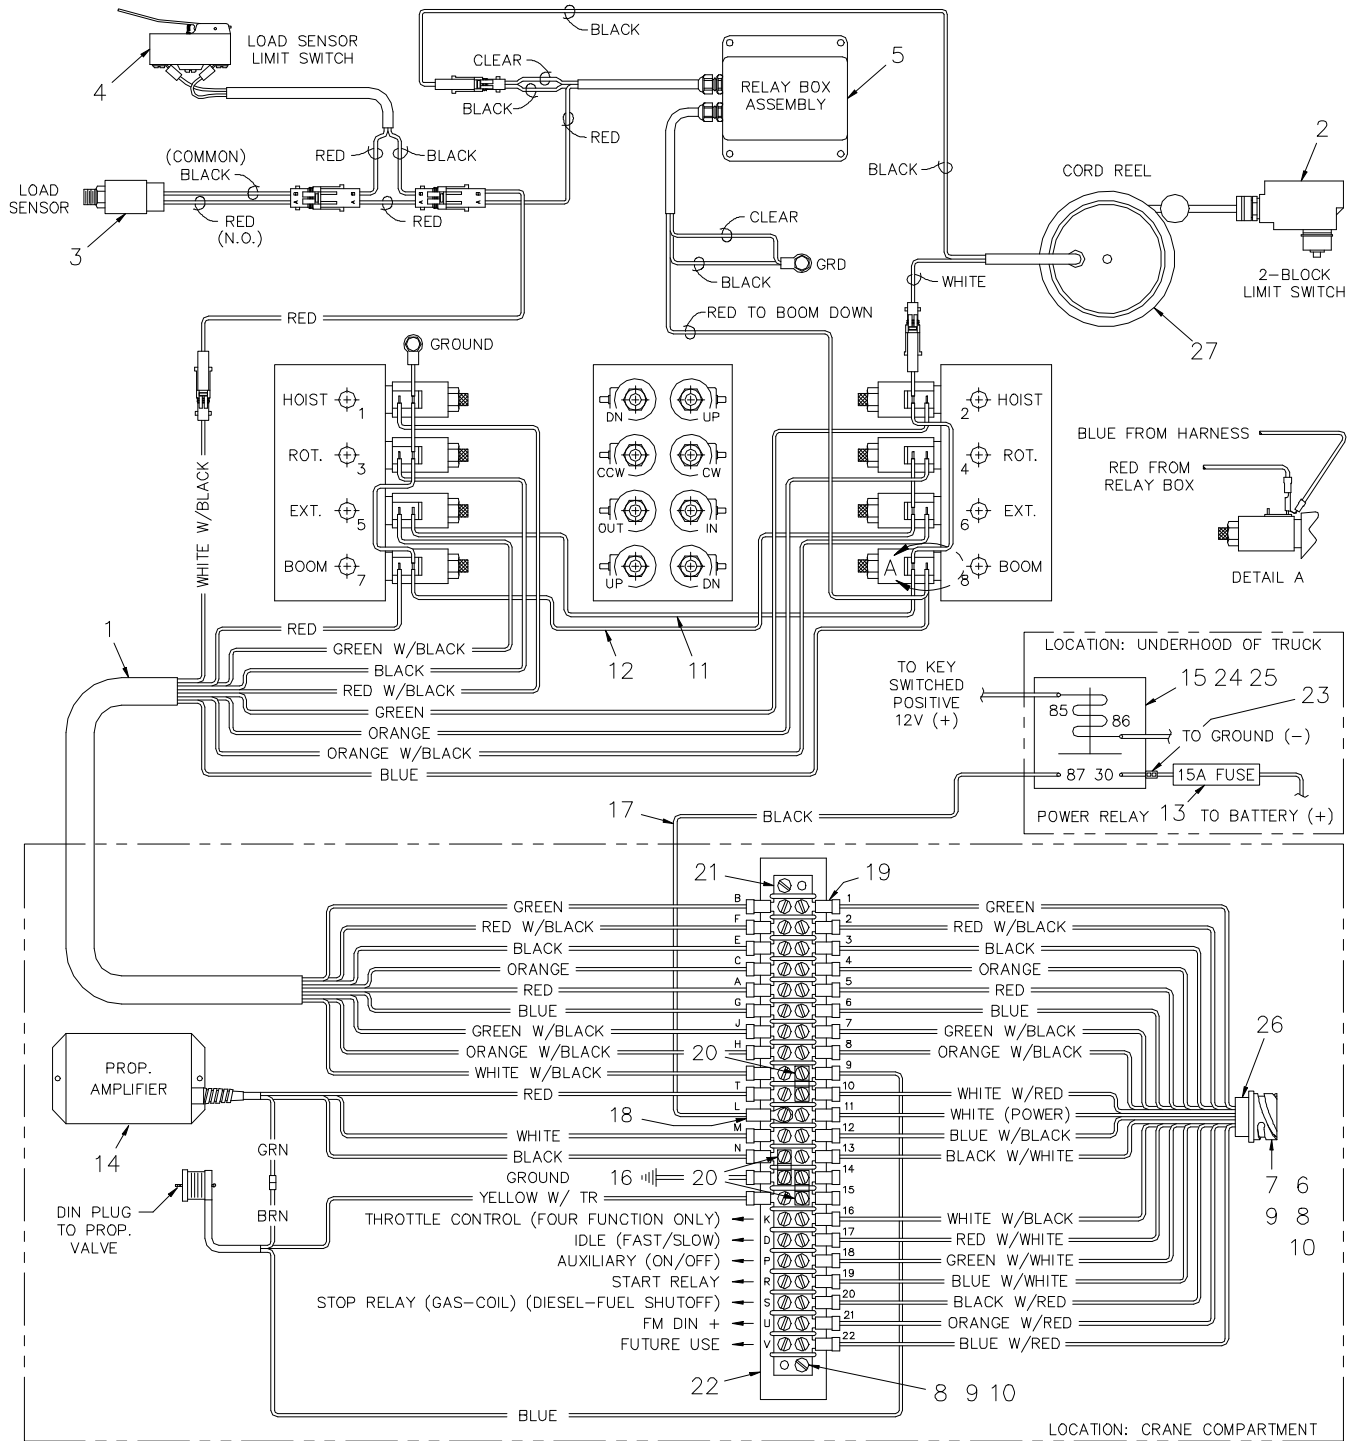 BLACK
4
LOAD SENSOR
LIMIT SWITCH
CLEAR
BLACK
5
RELAY BOX
ASSEMBLY
RED
2
(COMMON)
BLACK
RED
BLACK
BLACK
CORD REEL
LOAD
SENSOR
A B
A B
A B
A B
RED
(N.O.)
RED
3
CLEAR
GRD
BLACK
WHITE
2-BLOCK
LIMIT SWITCH
RED
RED TO BOOM DOWN
27
GROUND
HOIST
1
DN
UP
2
HOIST
ROT.
3
CCW
CW
4
ROT.
EXT.
5
OUT
IN
6
EXT.
BOOM
7
UP
DN
A
8
BOOM
BLUE FROM HARNESS
RED FROM
RELAY BOX
DETAIL A
WHITE W/BLACK
1
RED
GREEN W/BLACK
BLACK
RED W/BLACK
GREEN
ORANGE
ORANGE W/BLACK
BLUE
12
11
LOCATION: UNDERHOOD OF TRUCK
TO KEY
SWITCHED
POSITIVE
12V (+)
15 24 25
23
85
86
TO GROUND (-)
87 30
15A FUSE
POWER RELAY
13
TO BATTERY (+)
17
BLACK
21
19
B
GREEN
1
GREEN
F
RED W/BLACK
2
RED W/BLACK
E
BLACK
3
BLACK
C
ORANGE
4
ORANGE
A
RED
5
RED
G
BLUE
6
BLUE
J
GREEN W/BLACK
7
GREEN W/BLACK
H
ORANGE W/BLACK
20
8
ORANGE W/BLACK
26
WHITE W/BLACK
9
PROP.
AMPLIFIER
T
RED
10
WHITE W/RED
L
18
11
WHITE (POWER)
M
WHITE
12
BLUE W/BLACK
N
BLACK
13
BLACK W/WHITE
14
GRN
GROUND
16
20
14
7 6
9 8
10
YELLOW W/ TR
15
DIN PLUG
TO PROP.
VALVE
BRN
THROTTLE CONTROL (FOUR FUNCTION ONLY)
K
16
WHITE W/BLACK
IDLE (FAST/SLOW)
D
17
RED W/WHITE
AUXILIARY (ON/OFF)
P
18
GREEN W/WHITE
START RELAY
R
19
BLUE W/WHITE
STOP RELAY (GAS-COIL) (DIESEL-FUEL SHUTOFF)
S
20
BLACK W/RED
FM DIN +
U
21
ORANGE W/RED
FUTURE USE
V
22
BLUE W/RED
22
8 9 10
BLUE
LOCATION: CRANE COMPARTMENT